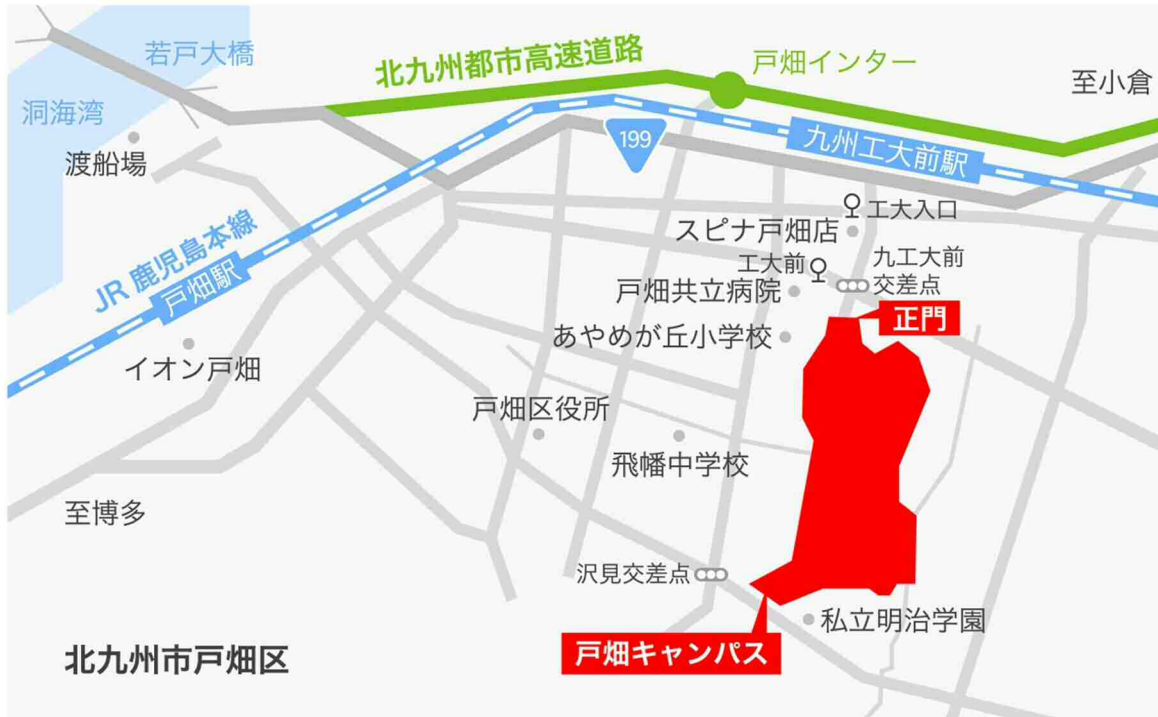 若戸大橋
北九州都市高速道路
戸畑インター
至小倉
洞海湾
199
九州工大前駅
渡船場
工大入口
スピナ戸畑店
JR 鹿児島本線
工大前
九工大前
交差点
戸畑駅
戸畑共立病院
正門
あやめが丘小学校
イオン戸畑
戸畑区役所
飛幡中学校
至博多
沢見交差点
私立明治学園
北九州市戸畑区
戸畑キャンパス